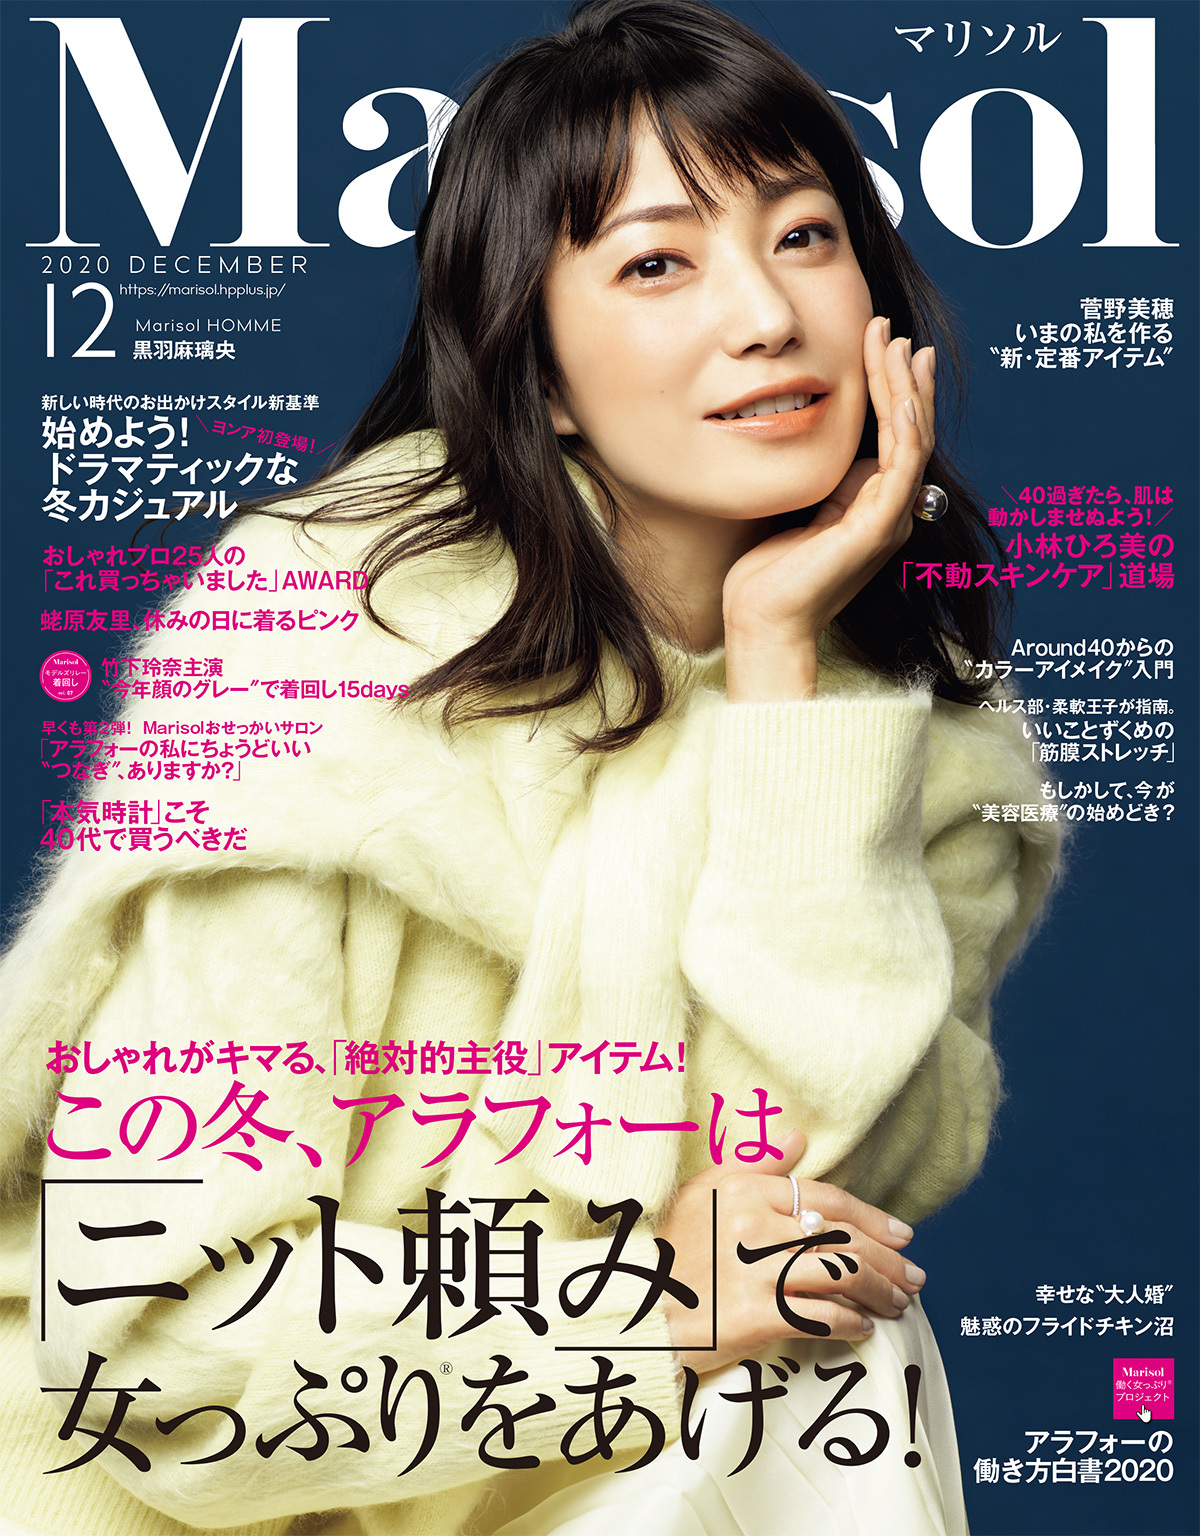 Marisol
マリソル
2020 DECEMBER
12
https://marisol.hpplus.jp/
Marisol HOMME
黒羽麻璃央
新しい時代のお出かけスタイル新基準
始めよう!
＼ヨンア初登場!／
ドラマティックな
冬カジュアル
おしゃれプロ25人の
「これ買っちゃいました」AWARD
蛯原友里、休みの日に着るピンク
Marisol
モデルズリレー
着回し
vol. 07
竹下玲奈主演
“今年顔のグレー”で着回し15days
早くも第2弾! Marisolおせっかいサロン
「アラフォーの私にちょうどいい
“つなぎ”、ありますか?」
「本気時計」こそ
40代で買うべきだ
菅野美穂
いまの私を作る
“新・定番アイテム”
＼40過ぎたら、肌は
動かしませぬよう!／
小林ひろ美の
「不動スキンケア」道場
Around40からの
“カラーアイメイク”入門
ヘルス部・柔軟王子が指南。
いいことずくめの
「筋膜ストレッチ」
もしかして、今が
“美容医療”の始めどき?
おしゃれがキマる、「絶対的主役」アイテム!
この冬、アラフォーは
「ニット頼み」で
女っぷり®をあげる!
幸せな“大人婚”
魅惑のフライドチキン沼
Marisol
働く女っぷり®
プロジェクト
アラフォーの
働き方白書2020